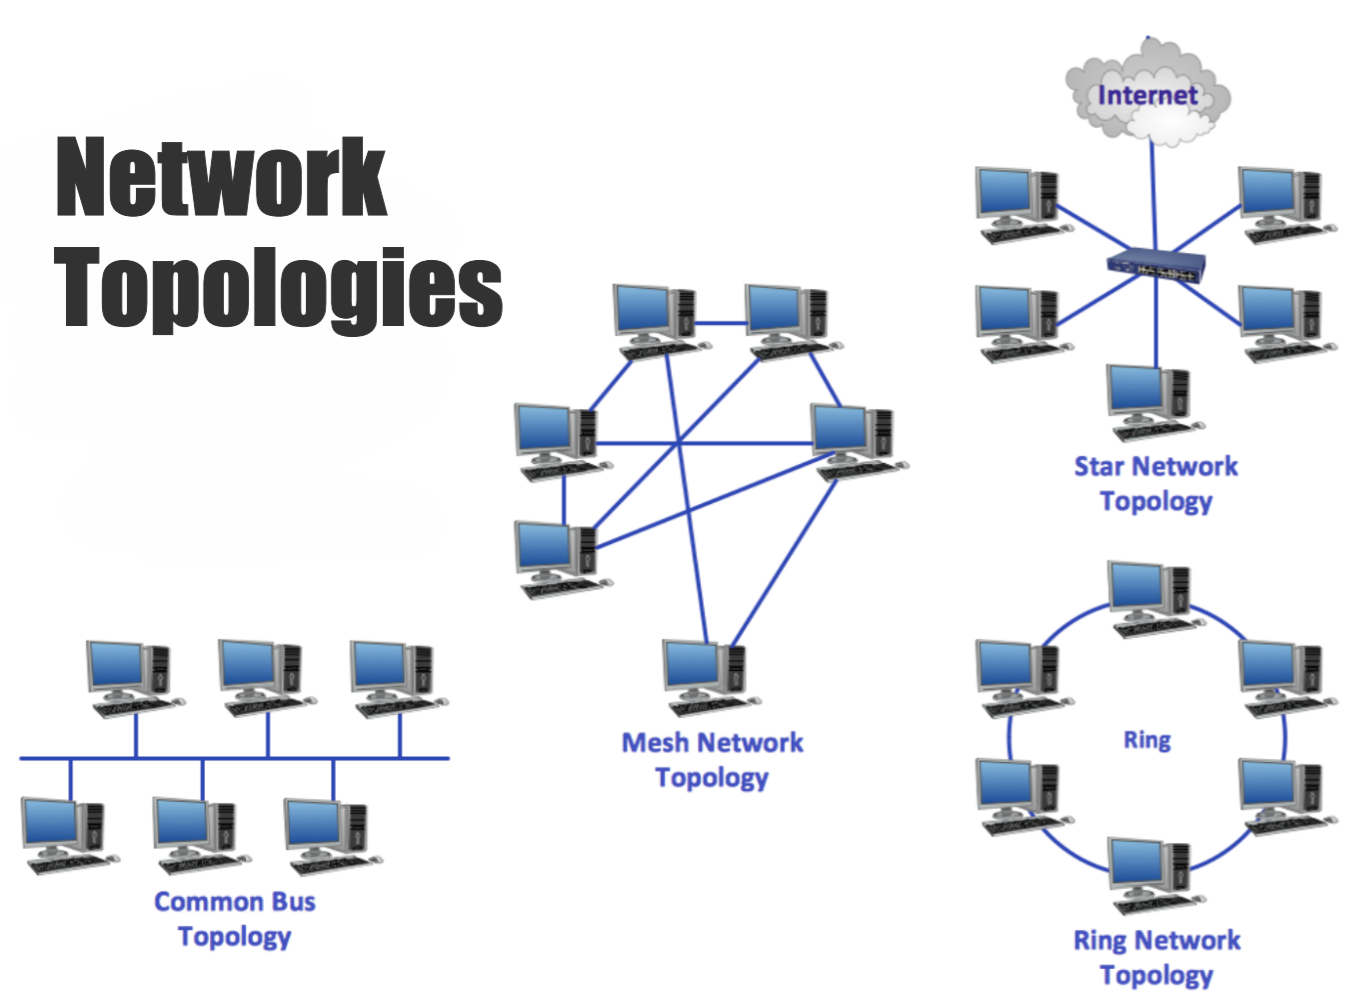 Network
Topologies
Internet
Star Network
Topology
Mesh Network
Topology
Ring
Common Bus
Topology
Ring Network
Topology